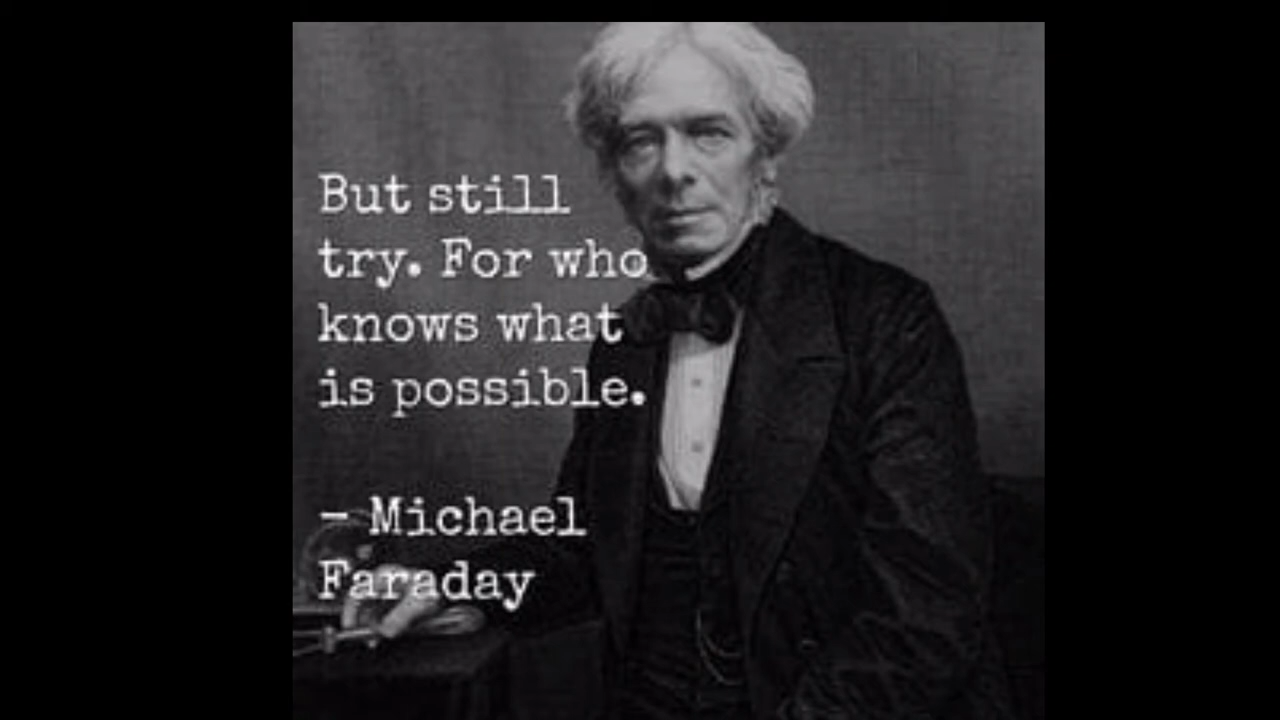 But still
try. For who
knows what
is possible.
- Michael
Faraday